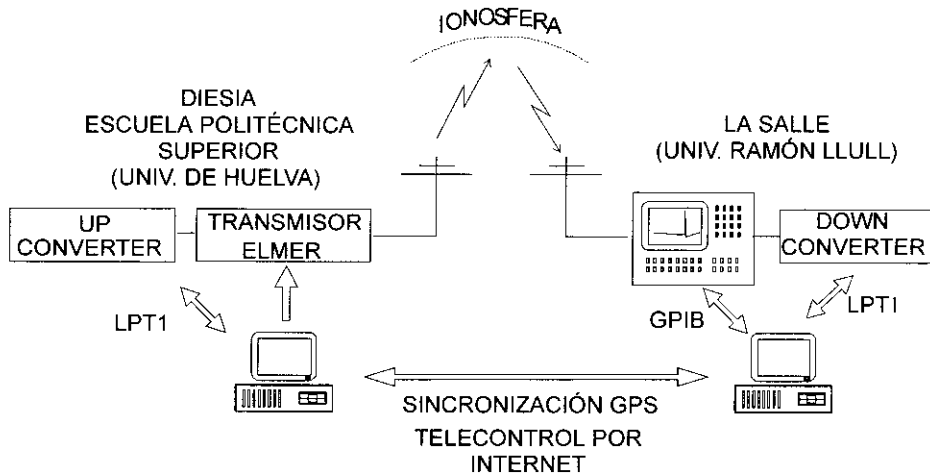 IONOSFERA
DIESIA
ESCUELA POLITÉCNICA
SUPERIOR
(UNIV. DE HUELVA)
LA SALLE
(UNIV. RAMÓN LLULL)
UP
CONVERTER
TRANSMISOR
ELMER
DOWN
CONVERTER
LPT1
GPIB
LPTI
SINCRONIZACIÓN GPS
TELECONTROL POR
INTERNET